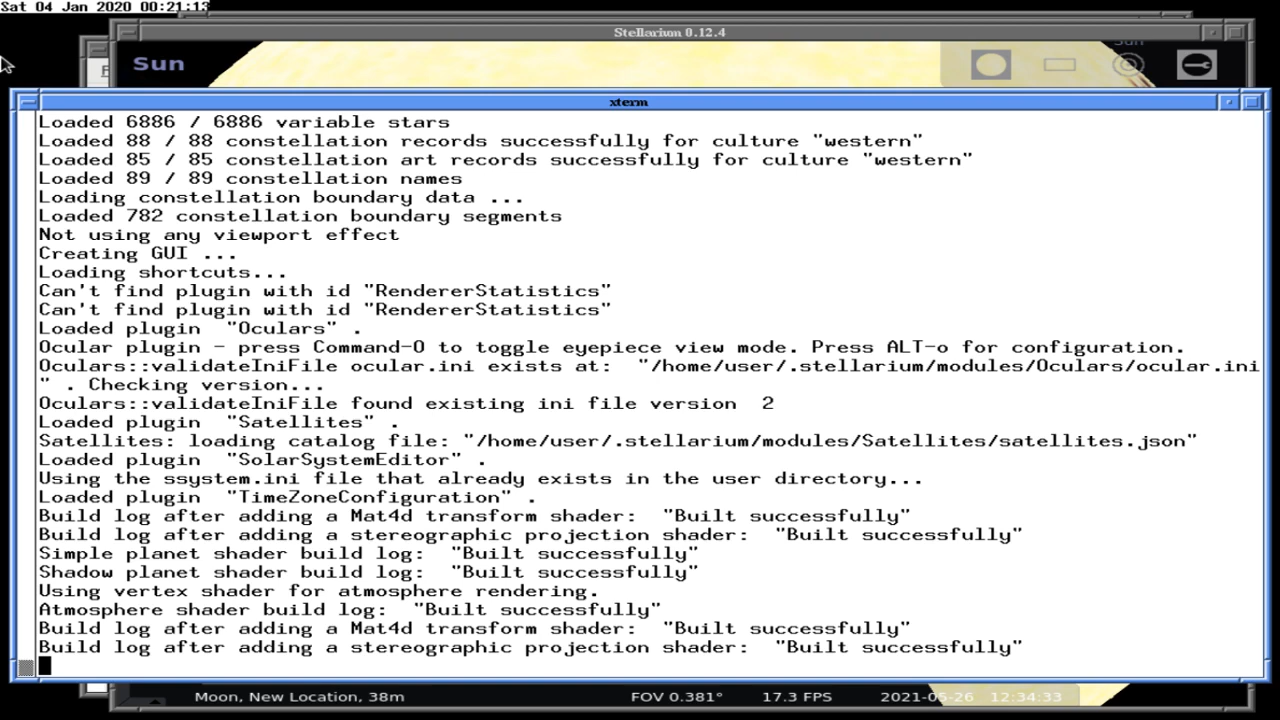 Sat 04 Jan 2020 00:21:13
Stellarium 0.12.4
Sun
xterm
Loaded 6886 / 6886 variable stars
Loaded 88 / 88 constellation records successfully for culture "western"
Loaded 85 / 85 constellation art records successfully for culture "western"
Loaded 89 / 89 constellation names
Loading constellation boundary data ...
Loaded 782 constellation boundary segments
Not using any viewport effect
Creating GUI ...
Loading shortcuts...
Can't find plugin with id "RendererStatistics"
Can't find plugin with id "RendererStatistics"
Loaded plugin  "Oculars" .
Ocular plugin - press Command-O to toggle eyepiece view mode. Press ALT-o for configuration.
Oculars::validateIniFile ocular.ini exists at:  "/home/user/.stellarium/modules/Oculars/ocular.ini
" . Checking version...
Oculars::validateIniFile found existing ini file version  2
Loaded plugin  "Satellites" .
Satellites: loading catalog file: "/home/user/.stellarium/modules/Satellites/satellites.json"
Loaded plugin  "SolarSystemEditor" .
Using the ssystem.ini file that already exists in the user directory...
Loaded plugin  "TimeZoneConfiguration" .
Build log after adding a Mat4d transform shader:  "Built successfully"
Build log after adding a stereographic projection shader:  "Built successfully"
Simple planet shader build log:  "Built successfully"
Shadow planet shader build log:  "Built successfully"
Using vertex shader for atmosphere rendering.
Atmosphere shader build log:  "Built successfully"
Build log after adding a Mat4d transform shader:  "Built successfully"
Build log after adding a stereographic projection shader:  "Built successfully"
Moon, New Location, 38m FOV 0.381° 17.3 FPS 2021-05-26 12:34:33